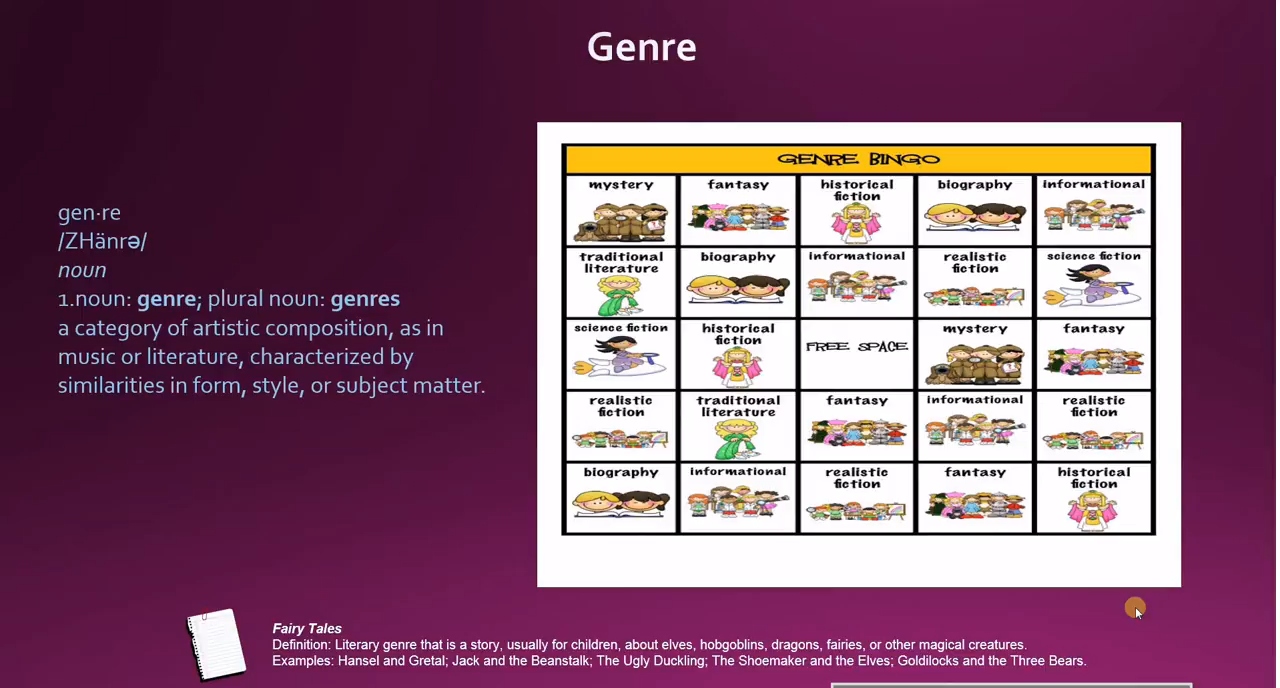 Genre
gen·re
/ZHänrə/
noun
1.noun: genre; plural noun: genres
a category of artistic composition, as in
music or literature, characterized by
similarities in form, style, or subject matter.
GENRE BINGO
mystery fantasy historical fiction biography informational
traditional literature biography informational realistic fiction science fiction
science fiction historical fiction FREE SPACE mystery fantasy
realistic fiction traditional literature fantasy informational realistic fiction
biography informational realistic fiction fantasy historical fiction
Fairy Tales
Definition: Literary genre that is a story, usually for children, about elves, hobgoblins, dragons, fairies, or other magical creatures.
Examples: Hansel and Gretal; Jack and the Beanstalk; The Ugly Duckling; The Shoemaker and the Elves; Goldilocks and the Three Bears.